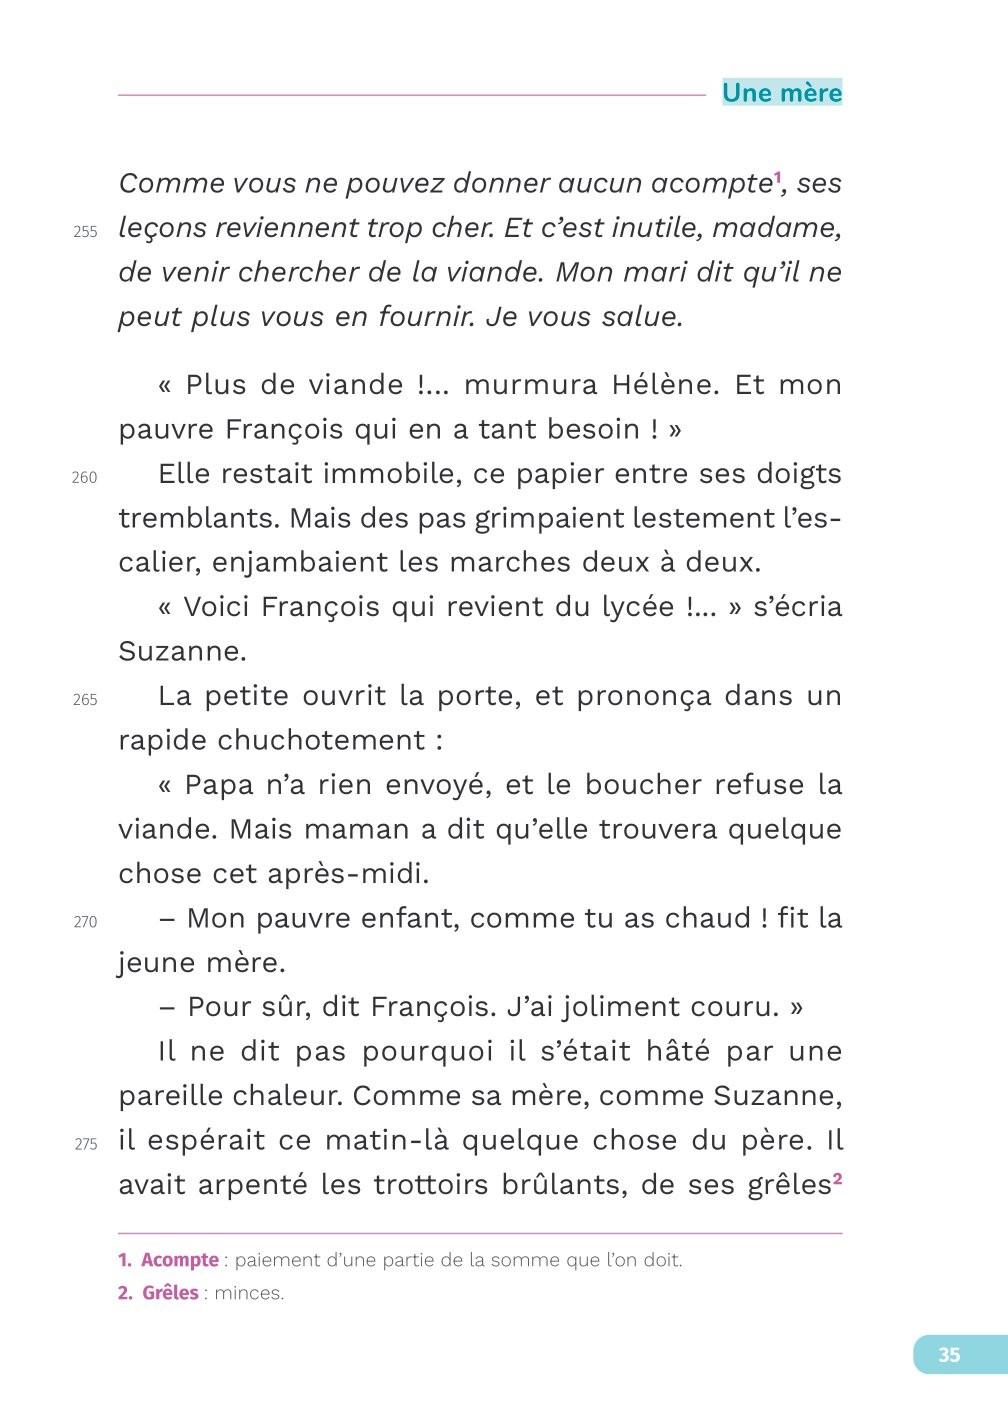 Une mère
Comme vous ne pouvez donner aucun acompte¹, ses
255 leçons reviennent trop cher. Et c’est inutile, madame,
de venir chercher de la viande. Mon mari dit qu’il ne
peut plus vous en fournir. Je vous salue.
« Plus de viande !… murmura Hélène. Et mon
pauvre François qui en a tant besoin ! »
260 Elle restait immobile, ce papier entre ses doigts
tremblants. Mais des pas grimpaient lestement l’es-
calier, enjambaient les marches deux à deux.
« Voici François qui revient du lycée !… » s’écria
Suzanne.
265 La petite ouvrit la porte, et prononça dans un
rapide chuchotement :
« Papa n’a rien envoyé, et le boucher refuse la
viande. Mais maman a dit qu’elle trouvera quelque
chose cet après-midi.
270 – Mon pauvre enfant, comme tu as chaud ! fit la
jeune mère.
– Pour sûr, dit François. J’ai joliment couru. »
Il ne dit pas pourquoi il s’était hâté par une
pareille chaleur. Comme sa mère, comme Suzanne,
275 il espérait ce matin-là quelque chose du père. Il
avait arpenté les trottoirs brûlants, de ses grêles²
1. Acompte : paiement d’une partie de la somme que l’on doit.
2. Grêles : minces.
35